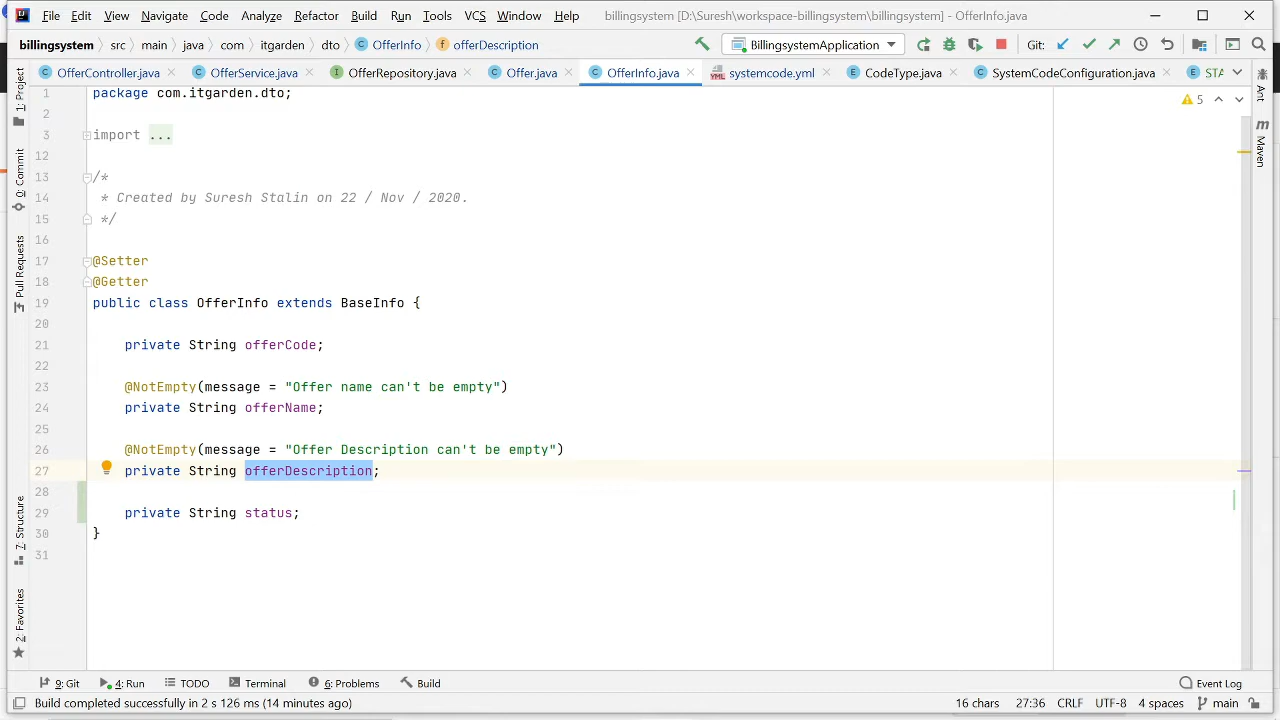 File Edit View Navigate Code Analyze Refactor Build Run Tools VCS Window Help billingsystem [D:\Suresh\workspace-billingsystem\billingsystem] - OfferInfo.java
billingsystem src main java com itgarden dto OfferInfo offerDescription BillingsystemApplication Git:
OfferController.java OfferService.java OfferRepository.java Offer.java OfferInfo.java systemcode.yml CodeType.java SystemCodeConfiguration.java STA
1: Project
0: Commit
Pull Requests
7: Structure
2: Favorites
1 package com.itgarden.dto;
2
3 import ...
12
13 /*
14 * Created by Suresh Stalin on 22 / Nov / 2020.
15 */
16
17 @Setter
18 @Getter
19 public class OfferInfo extends BaseInfo {
20
21 private String offerCode;
22
23 @NotEmpty(message = "Offer name can't be empty")
24 private String offerName;
25
26 @NotEmpty(message = "Offer Description can't be empty")
27 private String offerDescription;
28
29 private String status;
30 }
31
5
Ant
m
Maven
9: Git 4: Run TODO Terminal 6: Problems Build Event Log
Build completed successfully in 2 s 126 ms (14 minutes ago) 16 chars 27:36 CRLF UTF-8 4 spaces main